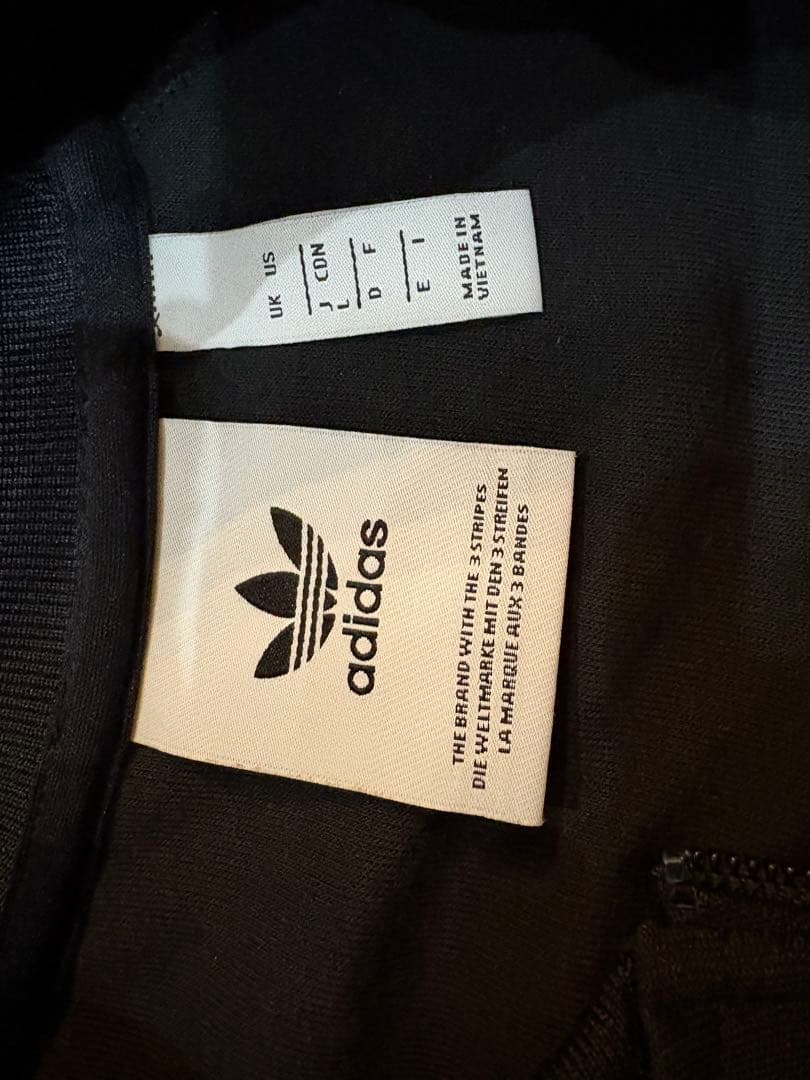 UK US
J CDN
L
D F
E I
MADE IN
VIETNAM
adidas
THE BRAND WITH THE 3 STRIPES
DIE WELTMARKE MIT DEN 3 STREIFEN
LA MARQUE AUX 3 BANDES